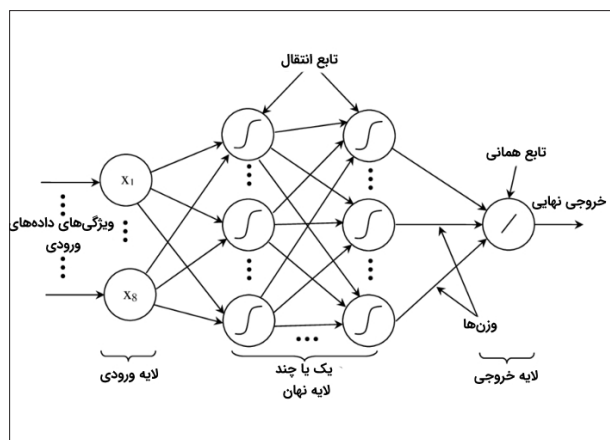 تابع انتقال
تابع همانی
خروجی نهایی
X1
X8
ویژگی‌های داده‌های
ورودی
وزن‌ها
لایه ورودی
یک یا چند
لایه نهان
لایه خروجی